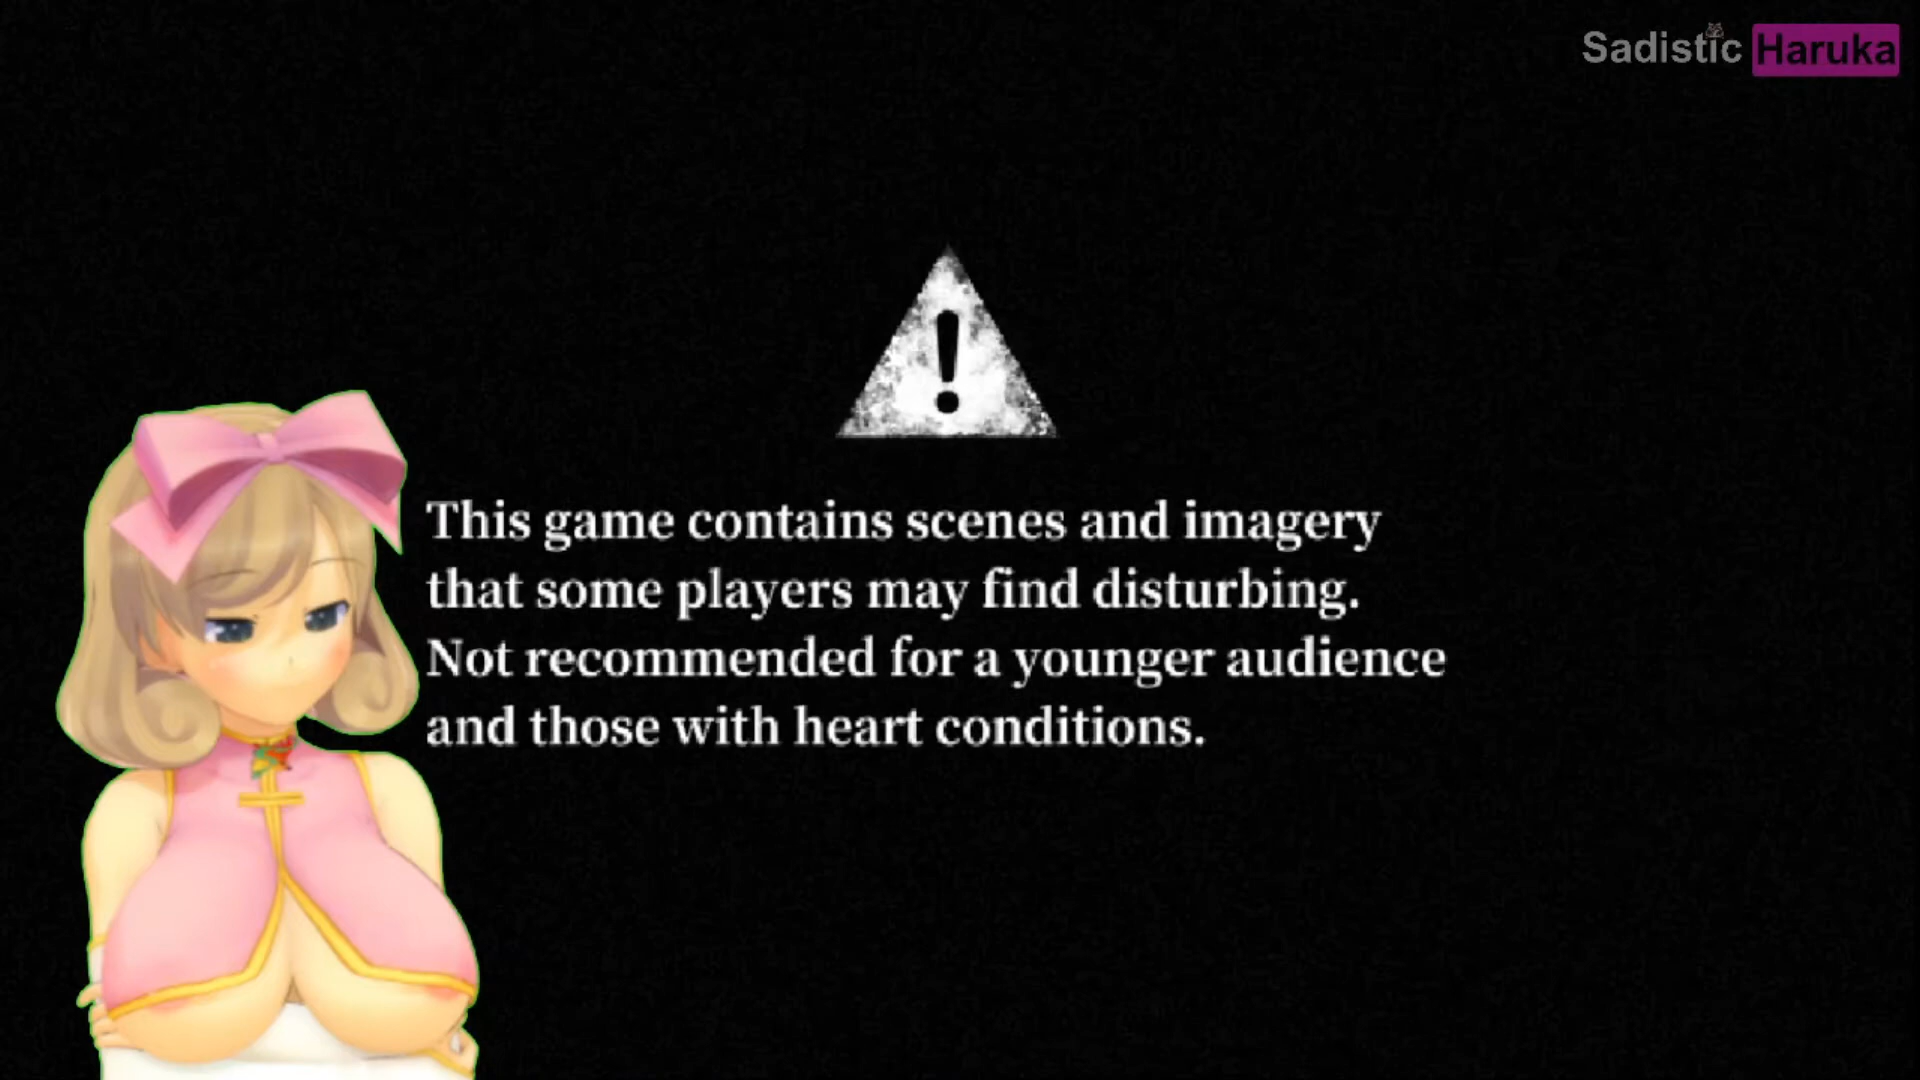 Sadistic Haruka
This game contains scenes and imagery
that some players may find disturbing.
Not recommended for a younger audience
and those with heart conditions.